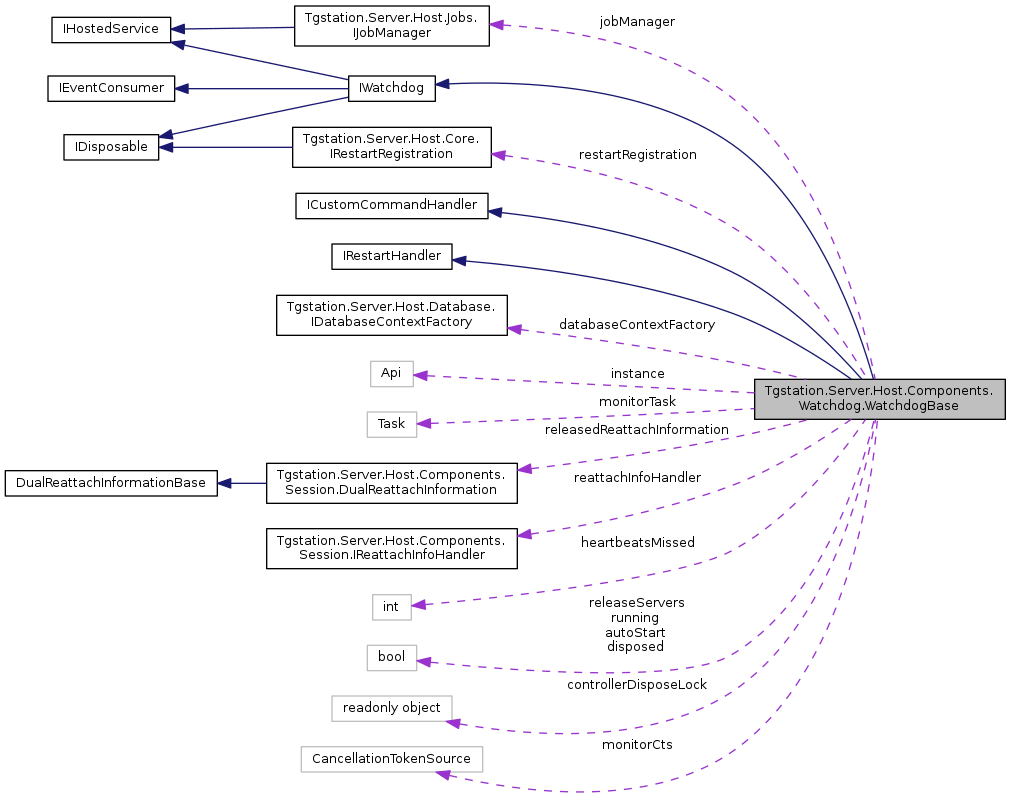 IHostedService
Tgstation.Server.Host.Jobs.
IJobManager
jobManager
IEventConsumer
IWatchdog
IDisposable
Tgstation.Server.Host.Core.
IRestartRegistration
restartRegistration
ICustomCommandHandler
IRestartHandler
Tgstation.Server.Host.Database.
IDatabaseContextFactory
databaseContextFactory
Api
instance
Tgstation.Server.Host.Components.
Watchdog.WatchdogBase
Task
monitorTask
releasedReattachInformation
DualReattachInformationBase
Tgstation.Server.Host.Components.
Session.DualReattachInformation
reattachInfoHandler
Tgstation.Server.Host.Components.
Session.IReattachInfoHandler
heartbeatsMissed
int
releaseServers
running
autoStart
disposed
bool
controllerDisposeLock
readonly object
monitorCts
CancellationTokenSource